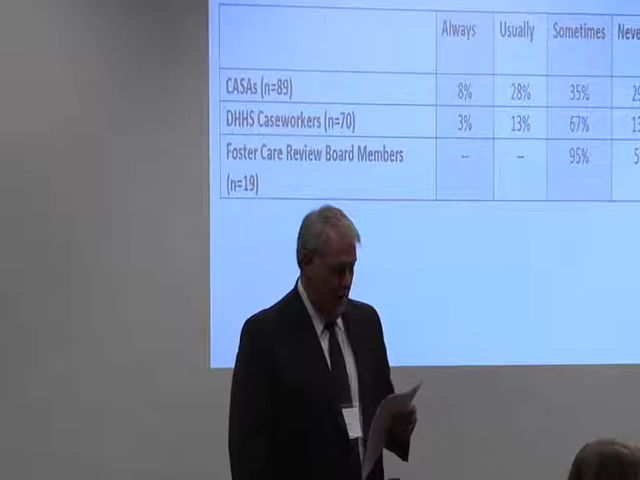 Always Usually Sometimes
CASAs (n=89) 8% 28% 35%
DHHS Caseworkers (n=70) 3% 13% 67%
Foster Care Review Board Members -- -- 95%
(n=19)